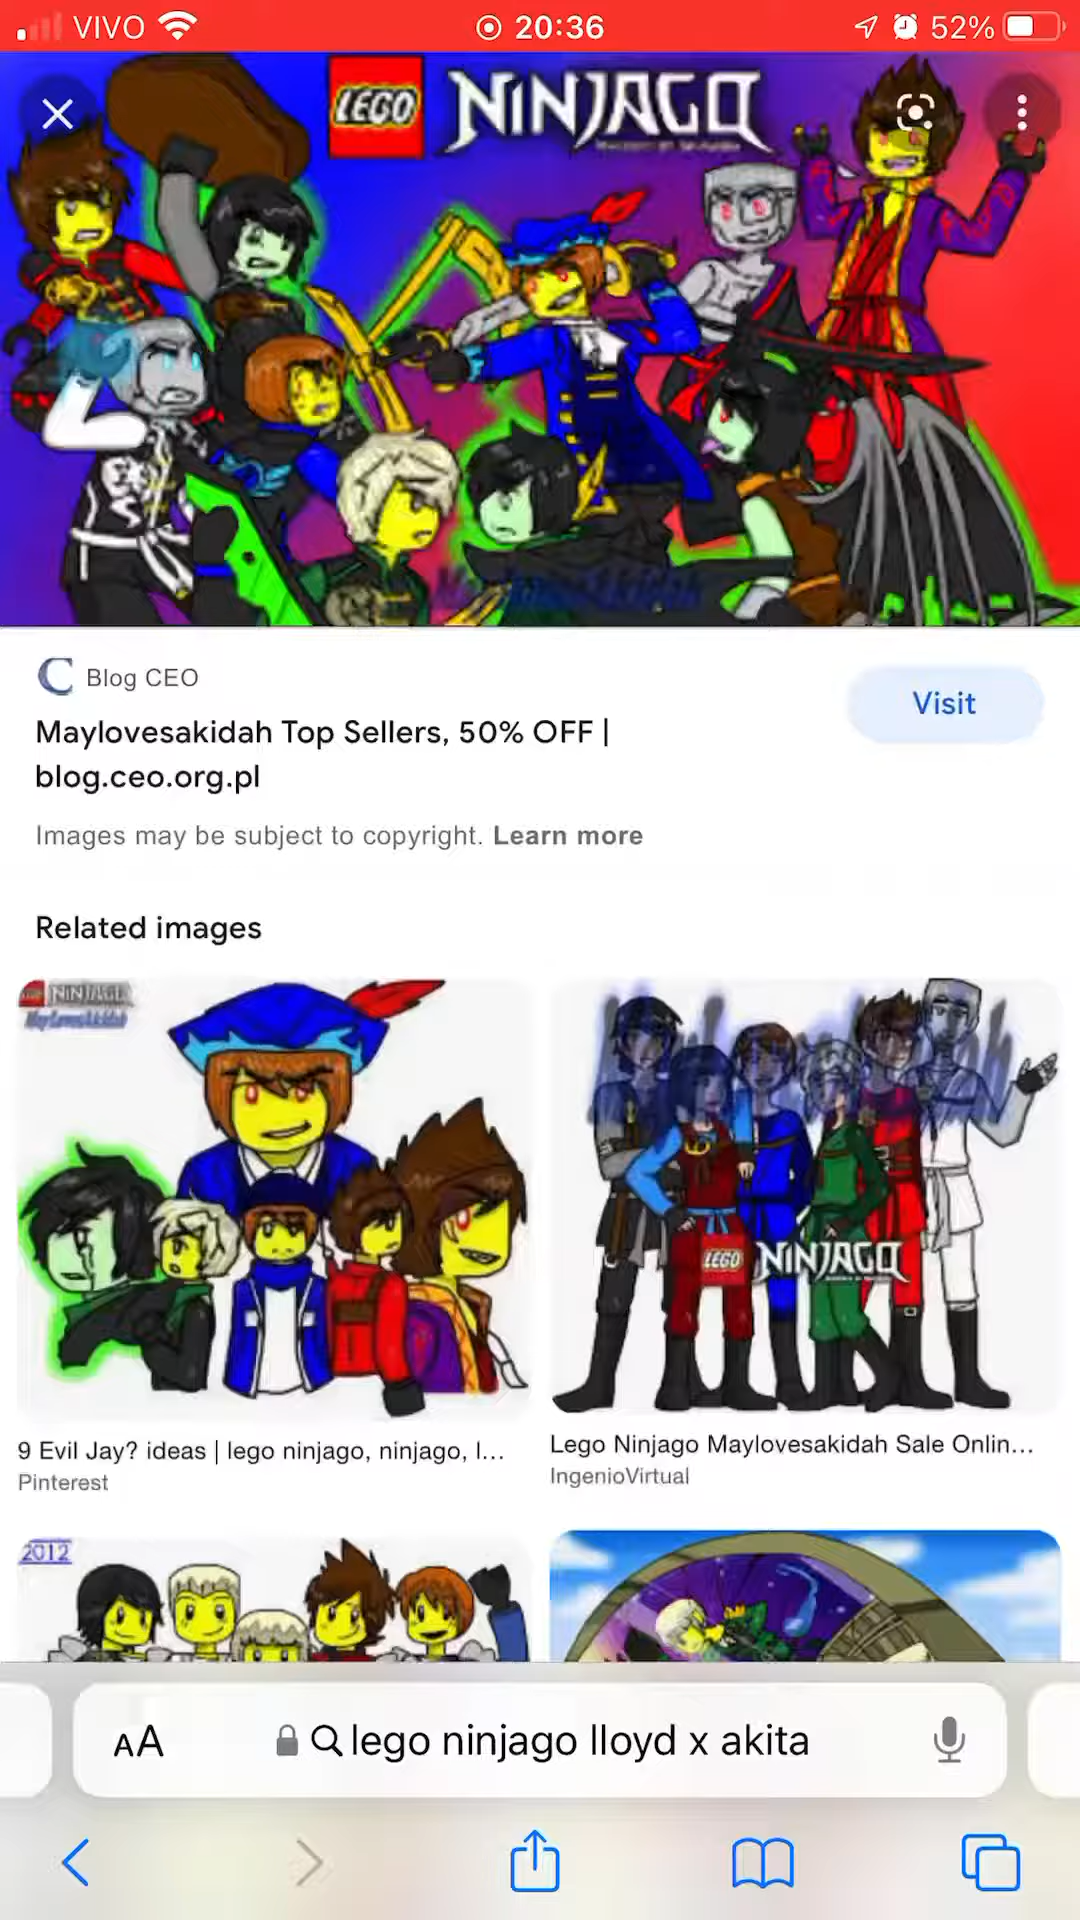 VIVO
20:36
52%
LEGO NINJAGO
Blog CEO
Visit
Maylovesakidah Top Sellers, 50% OFF |
blog.ceo.org.pl
Images may be subject to copyright. Learn more
Related images
NINJAGO
MayLovesAkidah
LEGO NINJAGO
9 Evil Jay? ideas | lego ninjago, ninjago, l...
Pinterest
Lego Ninjago Maylovesakidah Sale Onlin...
IngenioVirtual
2012
AA
lego ninjago lloyd x akita